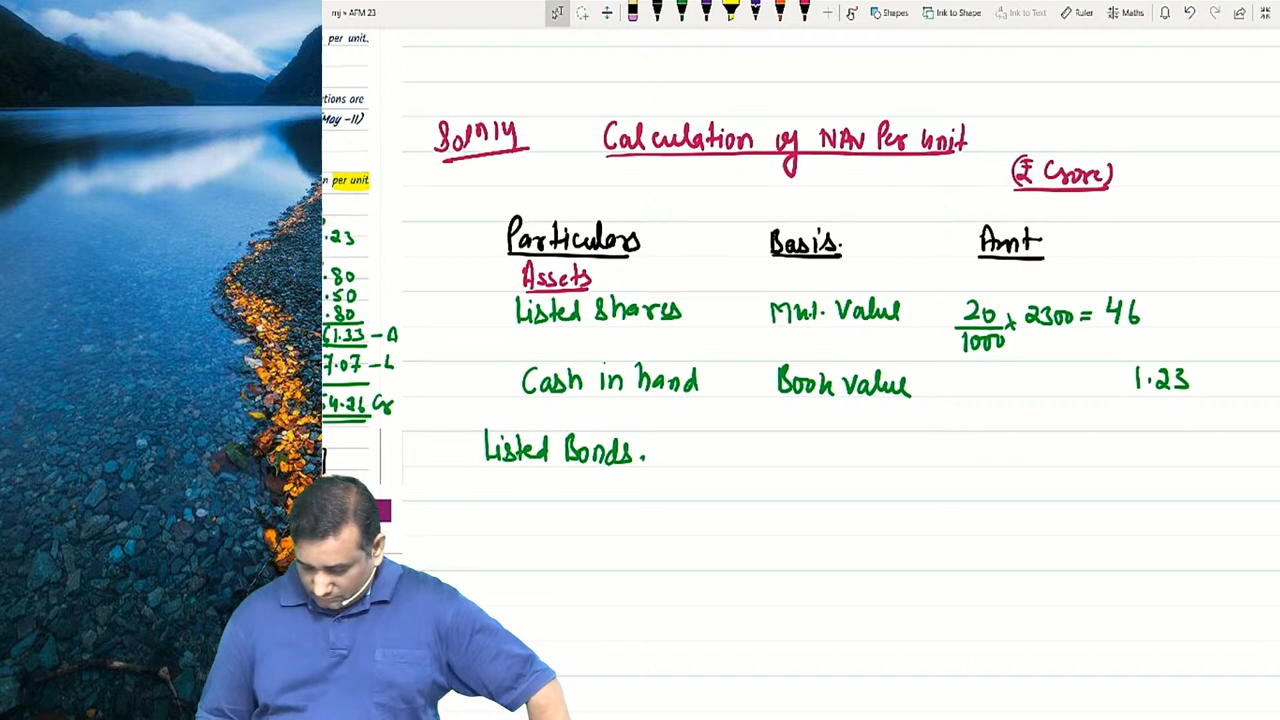 mj » AFM 23
Shapes Ink to Shape Ink to Text Ruler Maths
per unit.
tions are
(May -11)
n per unit
.23
.80
.50
.80
61.33 - A
7.07 - L
54.26 Cr
Soln 14 Calculation of NAV Per unit
(₹ Crore)
Particulars Basis. Amt
Assets
Listed shares Mkt. Value 20/1000 x 2300 = 46
Cash in hand Book value 1.23
Listed Bonds.